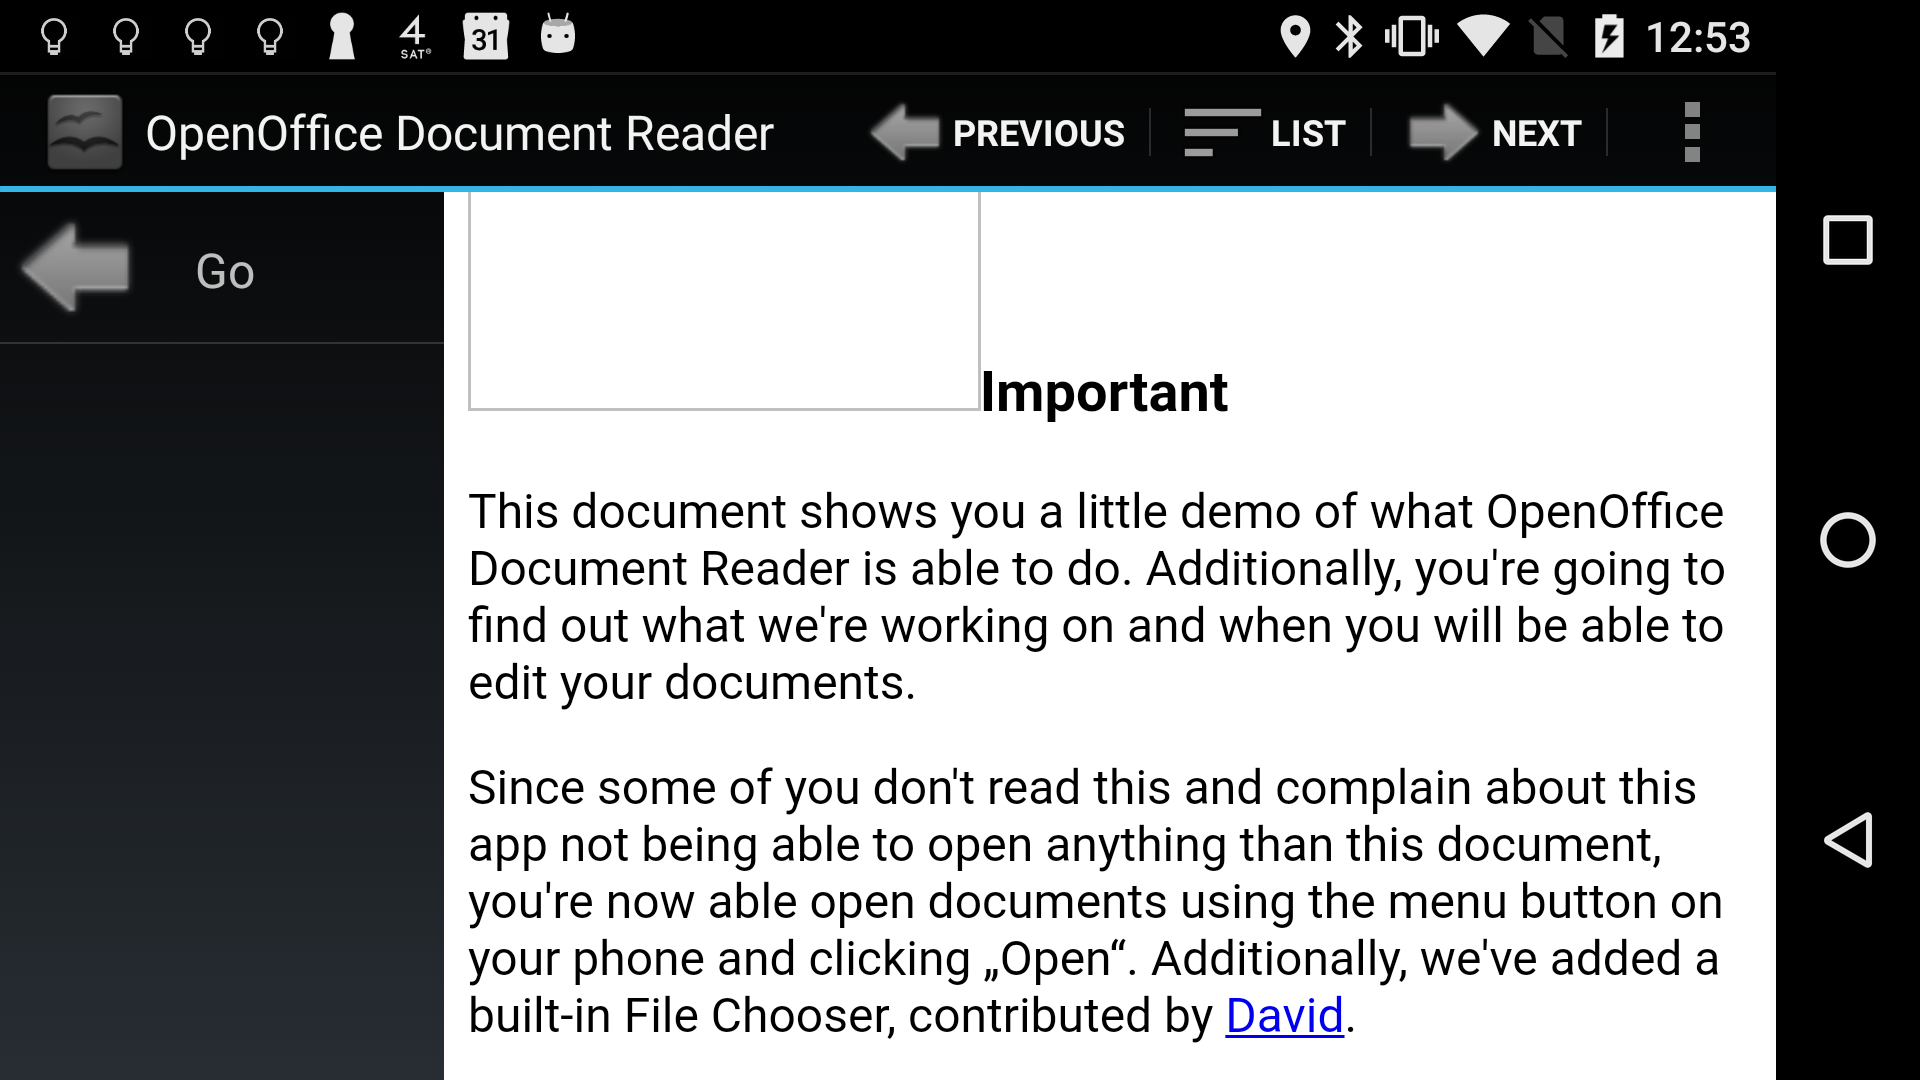 4
SAT®
31
12:53
OpenOffice Document Reader
PREVIOUS
LIST
NEXT
Go
Important
This document shows you a little demo of what OpenOffice
Document Reader is able to do. Additionally, you're going to
find out what we're working on and when you will be able to
edit your documents.
Since some of you don't read this and complain about this
app not being able to open anything than this document,
you're now able open documents using the menu button on
your phone and clicking „Open“. Additionally, we've added a
built-in File Chooser, contributed by David.